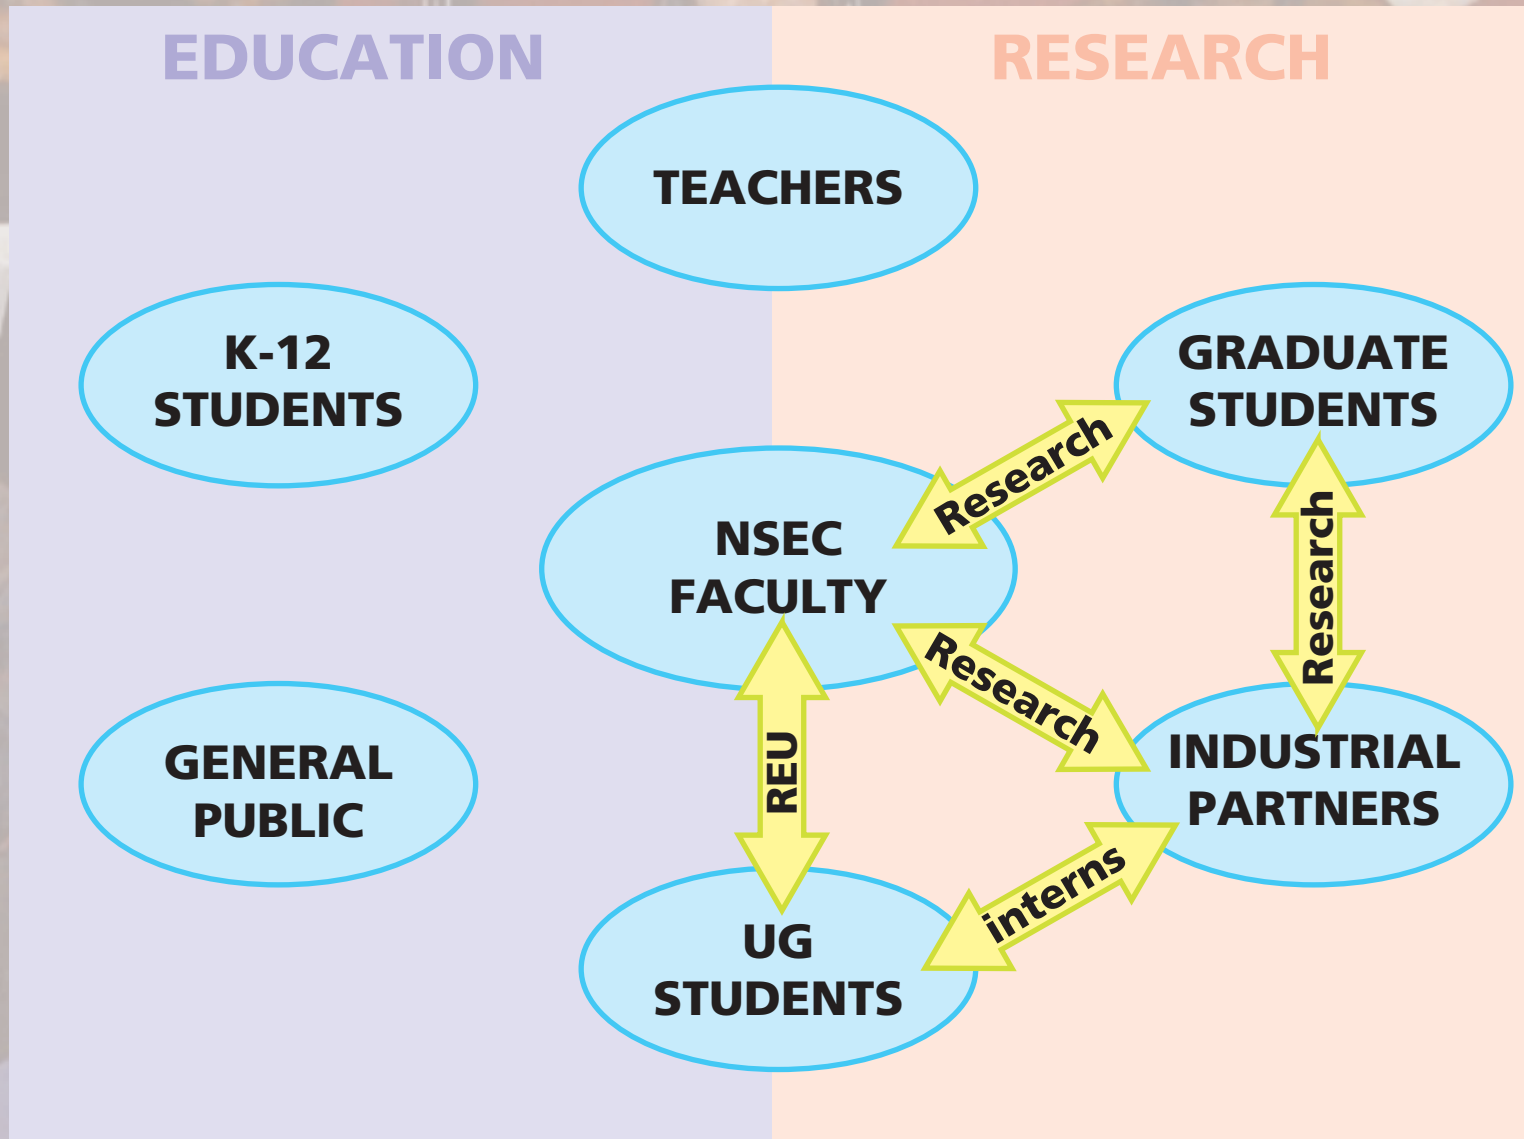 EDUCATION
RESEARCH
TEACHERS
K-12
STUDENTS
GRADUATE
STUDENTS
Research
NSEC
FACULTY
Research
Research
REU
GENERAL
PUBLIC
INDUSTRIAL
PARTNERS
interns
UG
STUDENTS